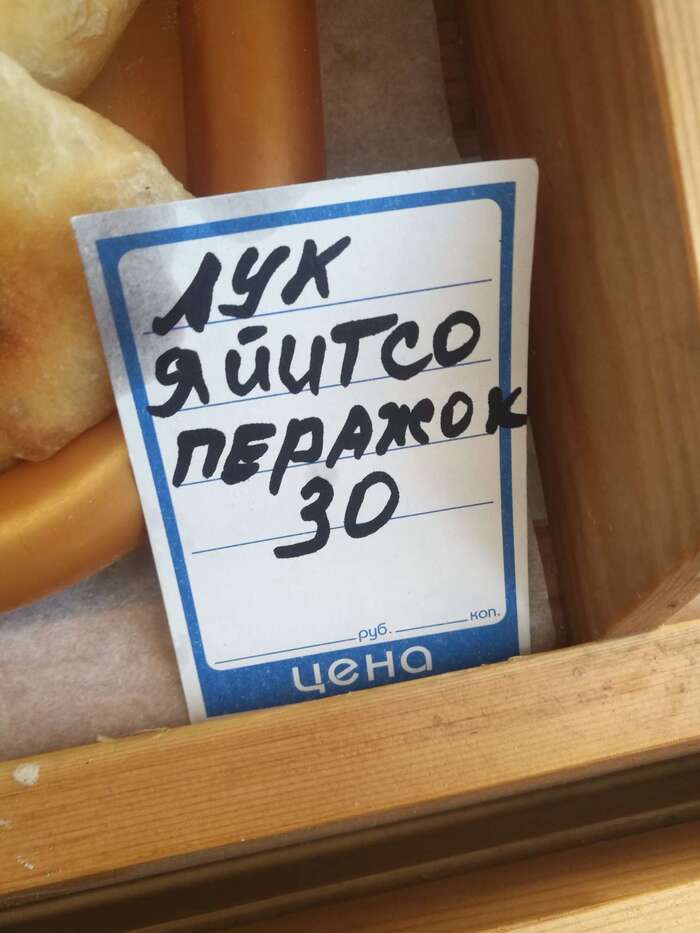 ЛУК
ЯЙИТСО
ПЕРАЖОК
30
руб. коп.
цена